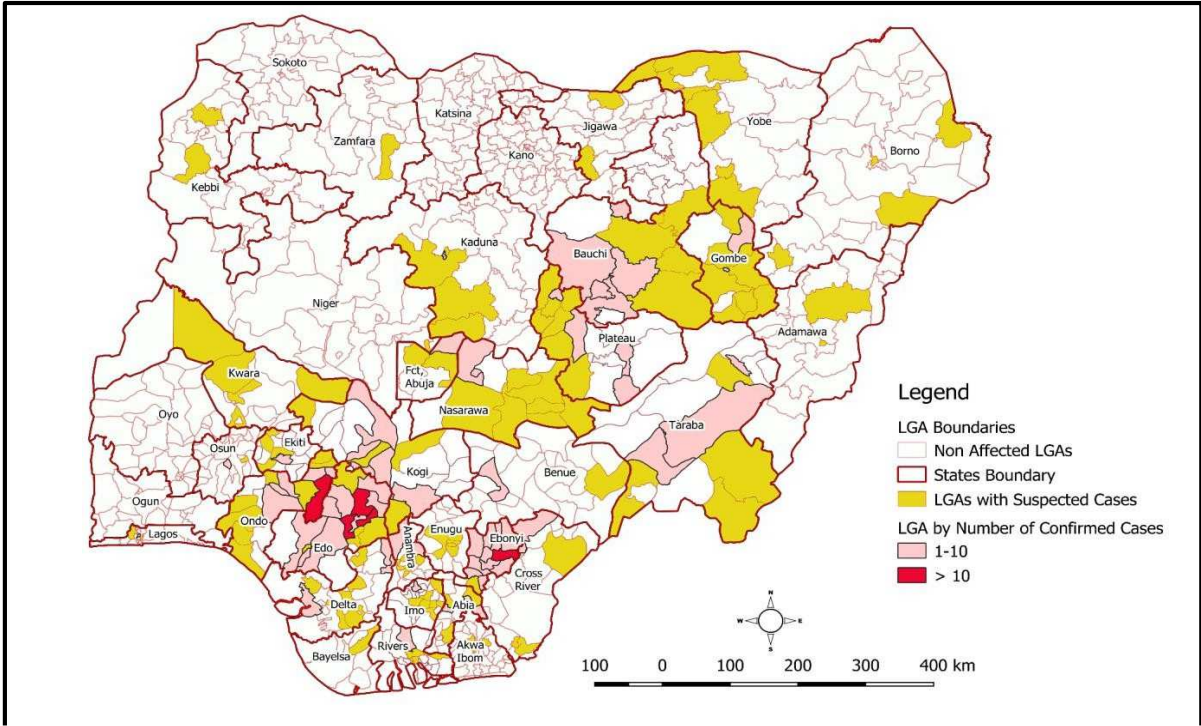 Sokoto
Katsina
Jigawa
Yobe
Zamfara
Kano
Borno
Kebbi
Kaduna
Bauchi
Gombe
Niger
Adamawa
Plateau
Fct,
Abuja
Kwara
Nasarawa
Oyo
Taraba
Osun
Ekiti
Kogi
Benue
Ogun
Ondo
Lagos
Edo
Anambra
Enugu
Ebonyi
Cross
River
Delta
Imo
Abia
Bayelsa
Rivers
Akwa
Ibom
Legend
LGA Boundaries
Non Affected LGAs
States Boundary
LGAs with Suspected Cases
LGA by Number of Confirmed Cases
1-10
> 10
N
W E
S
100 0 100 200 300 400 km